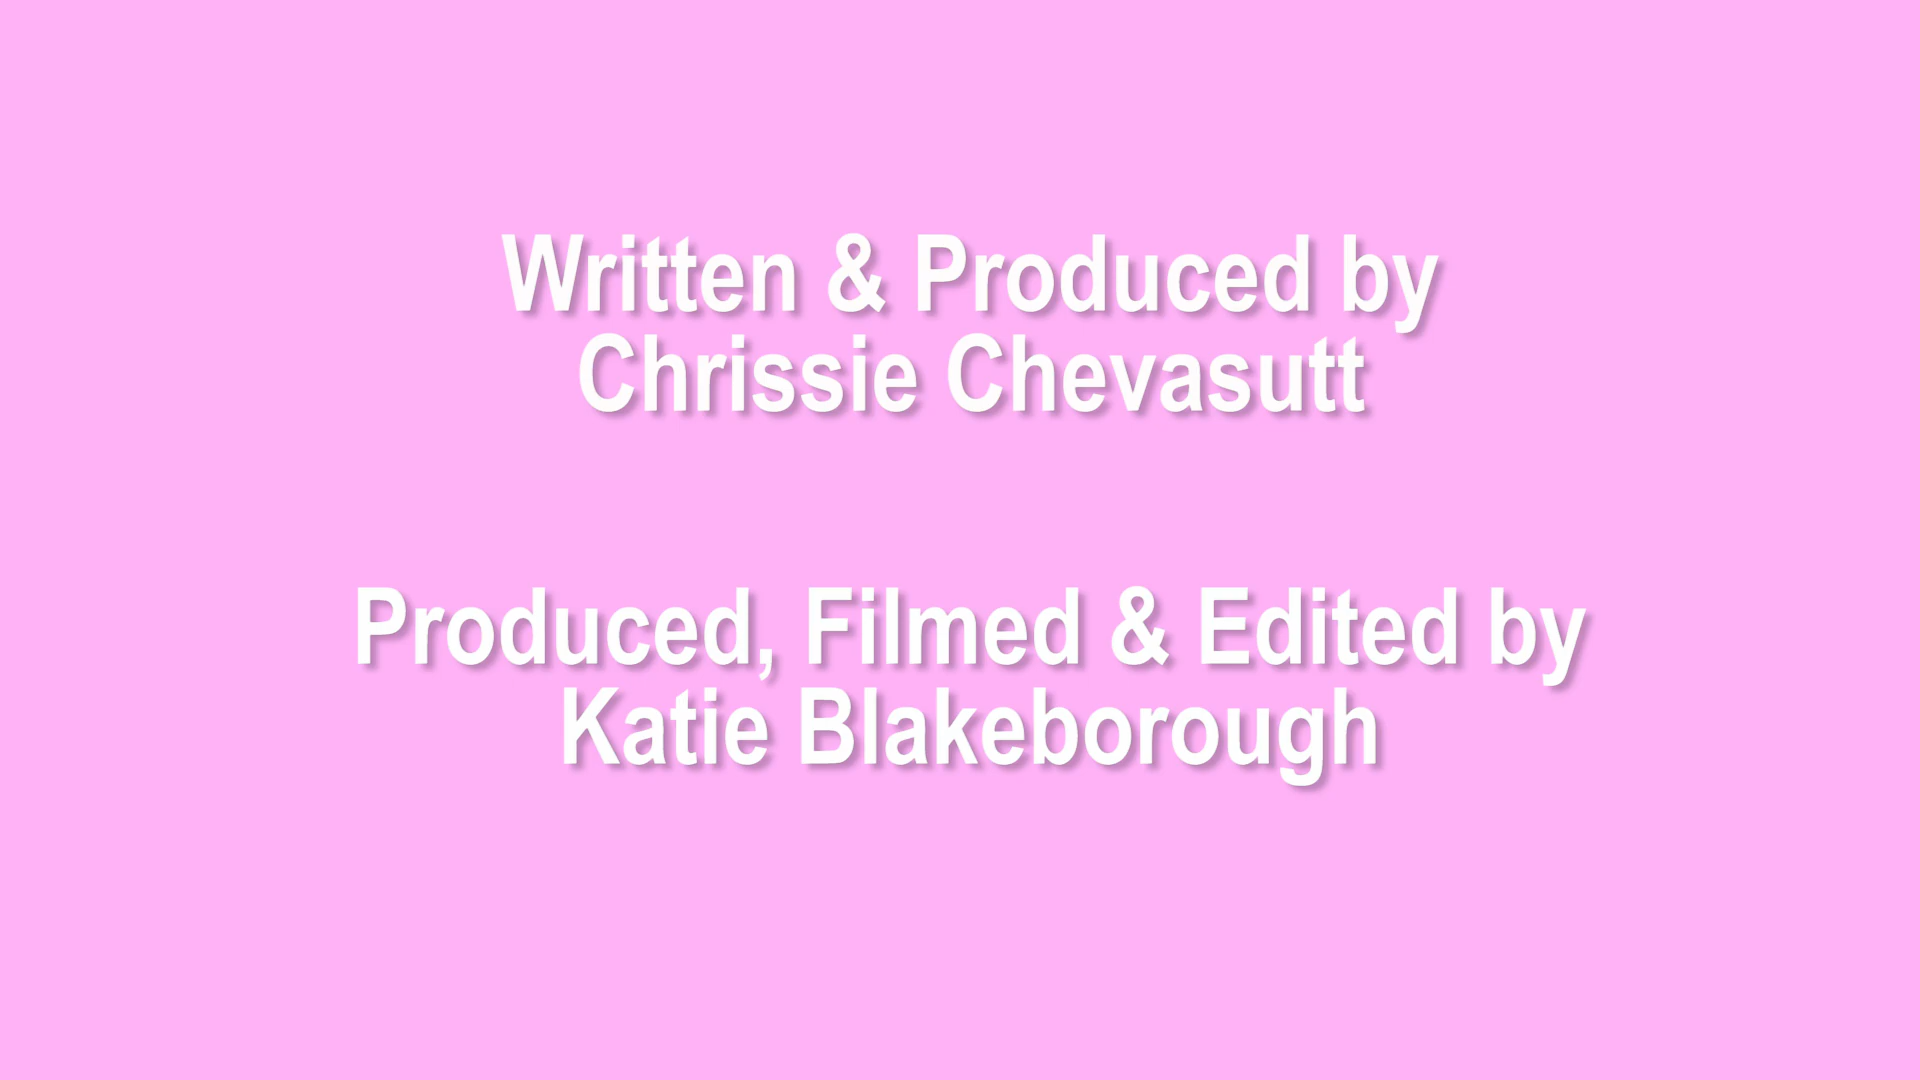 Written & Produced by
Chrissie Chevasutt
Produced, Filmed & Edited by
Katie Blakeborough